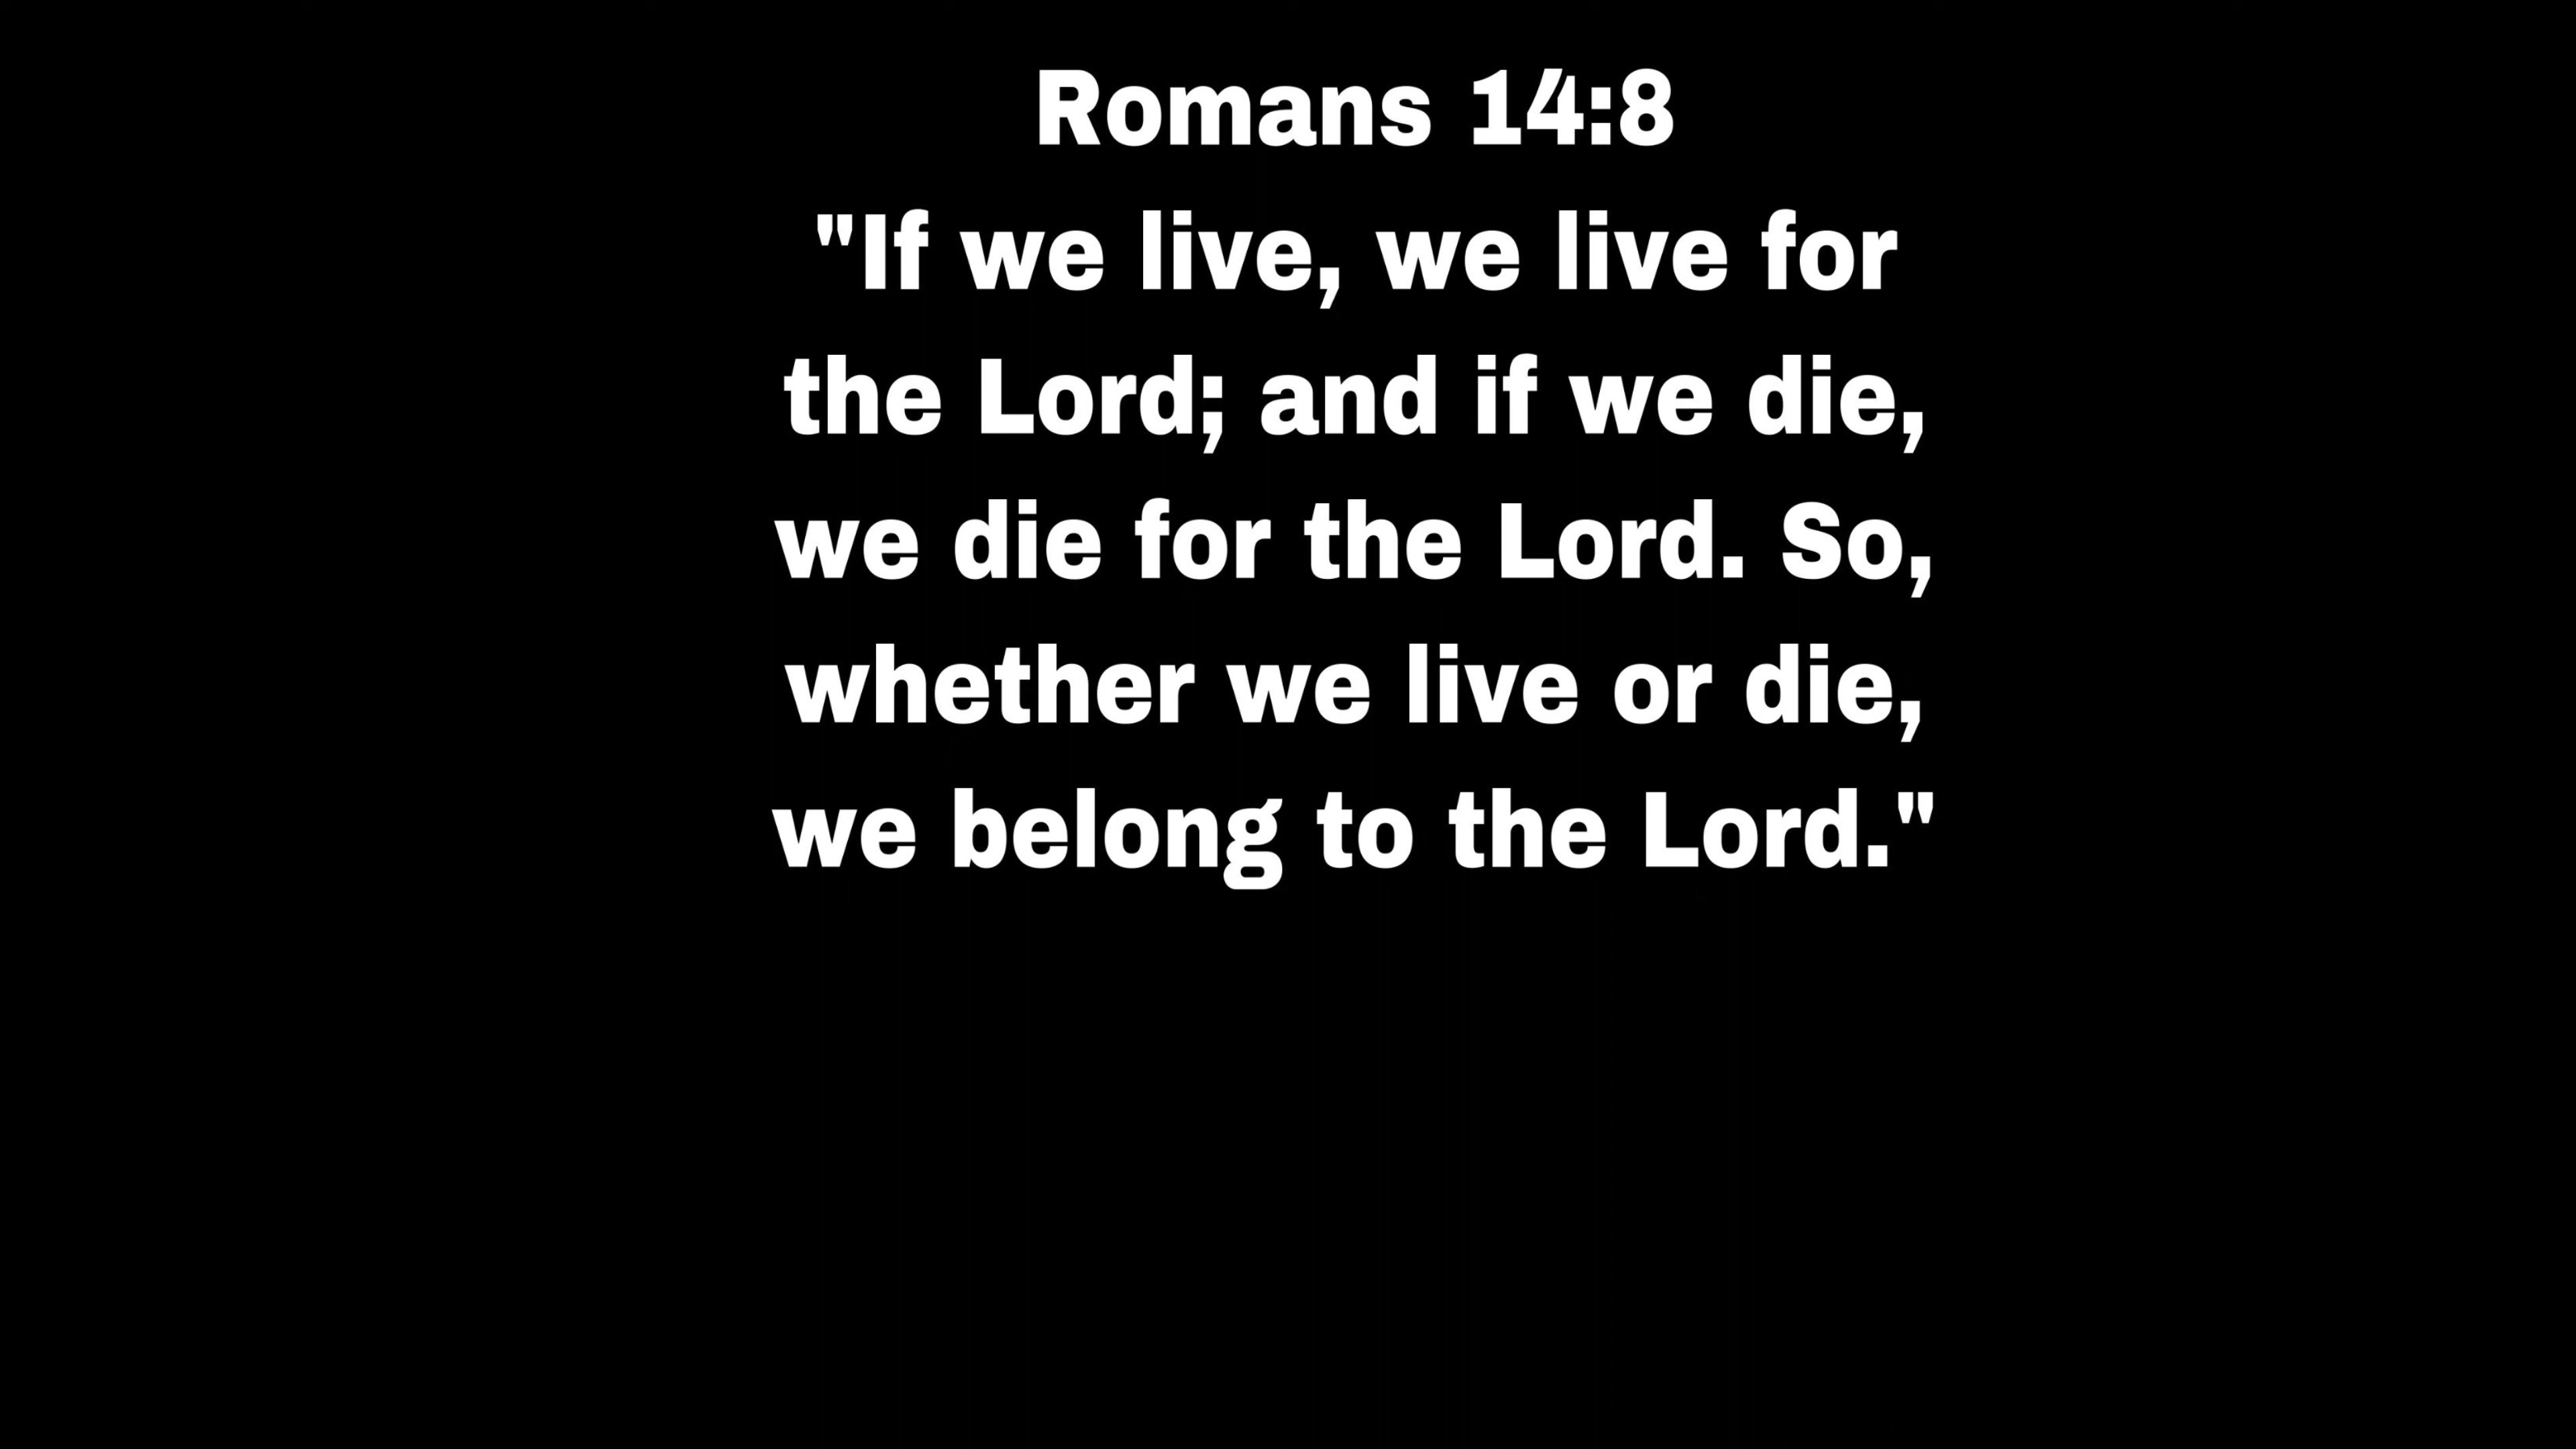 Romans 14:8
"If we live, we live for
the Lord; and if we die,
we die for the Lord. So,
whether we live or die,
we belong to the Lord."